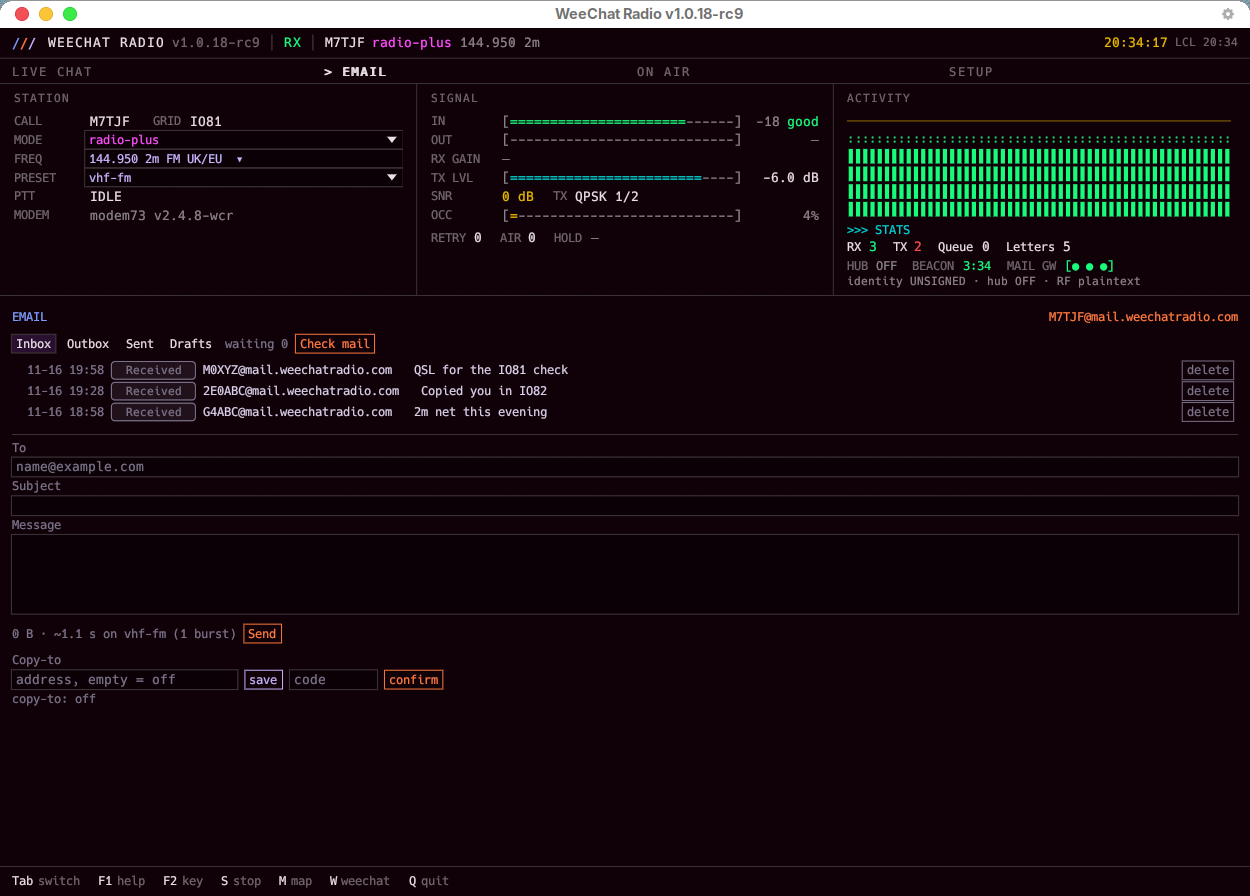 WeeChat Radio v1.0.18-rc9
/// WEECHAT RADIO v1.0.18-rc9 | RX | M7TJF radio-plus 144.950 2m 20:34:17 LCL 20:34
LIVE CHAT > EMAIL ON AIR SETUP
STATION
CALL M7TJF GRID IO81
MODE radio-plus
FREQ 144.950 2m FM UK/EU
PRESET vhf-fm
PTT IDLE
MODEM modem73 v2.4.8-wcr
SIGNAL
IN [======================------] -18 good
OUT [----------------------------] —
RX GAIN —
TX LVL [========================----] -6.0 dB
SNR 0 dB TX QPSK 1/2
OCC [=---------------------------] 4%
RETRY 0 AIR 0 HOLD —
ACTIVITY
>>> STATS
RX 3 TX 2 Queue 0 Letters 5
HUB OFF BEACON 3:34 MAIL GW [● ● ●]
identity UNSIGNED · hub OFF · RF plaintext
EMAIL M7TJF@mail.weechatradio.com
Inbox Outbox Sent Drafts waiting 0 Check mail
11-16 19:58 Received M0XYZ@mail.weechatradio.com QSL for the IO81 check delete
11-16 19:28 Received 2E0ABC@mail.weechatradio.com Copied you in IO82 delete
11-16 18:58 Received G4ABC@mail.weechatradio.com 2m net this evening delete
To
name@example.com
Subject
Message
0 B · ~1.1 s on vhf-fm (1 burst) Send
Copy-to
address, empty = off save code confirm
copy-to: off
Tab switch F1 help F2 key S stop M map W weechat Q quit